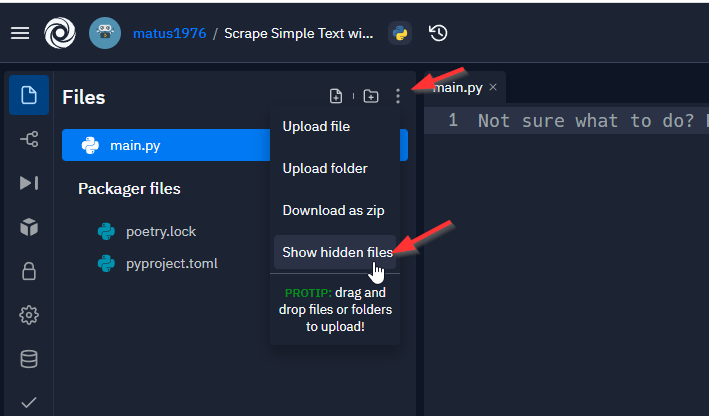 matus1976 / Scrape Simple Text wi...
Files
main.py
Packager files
poetry.lock
pyproject.toml
Upload file
Upload folder
Download as zip
Show hidden files
PROTIP: drag and
drop files or folders
to upload!
main.py ×
1 Not sure what to do?